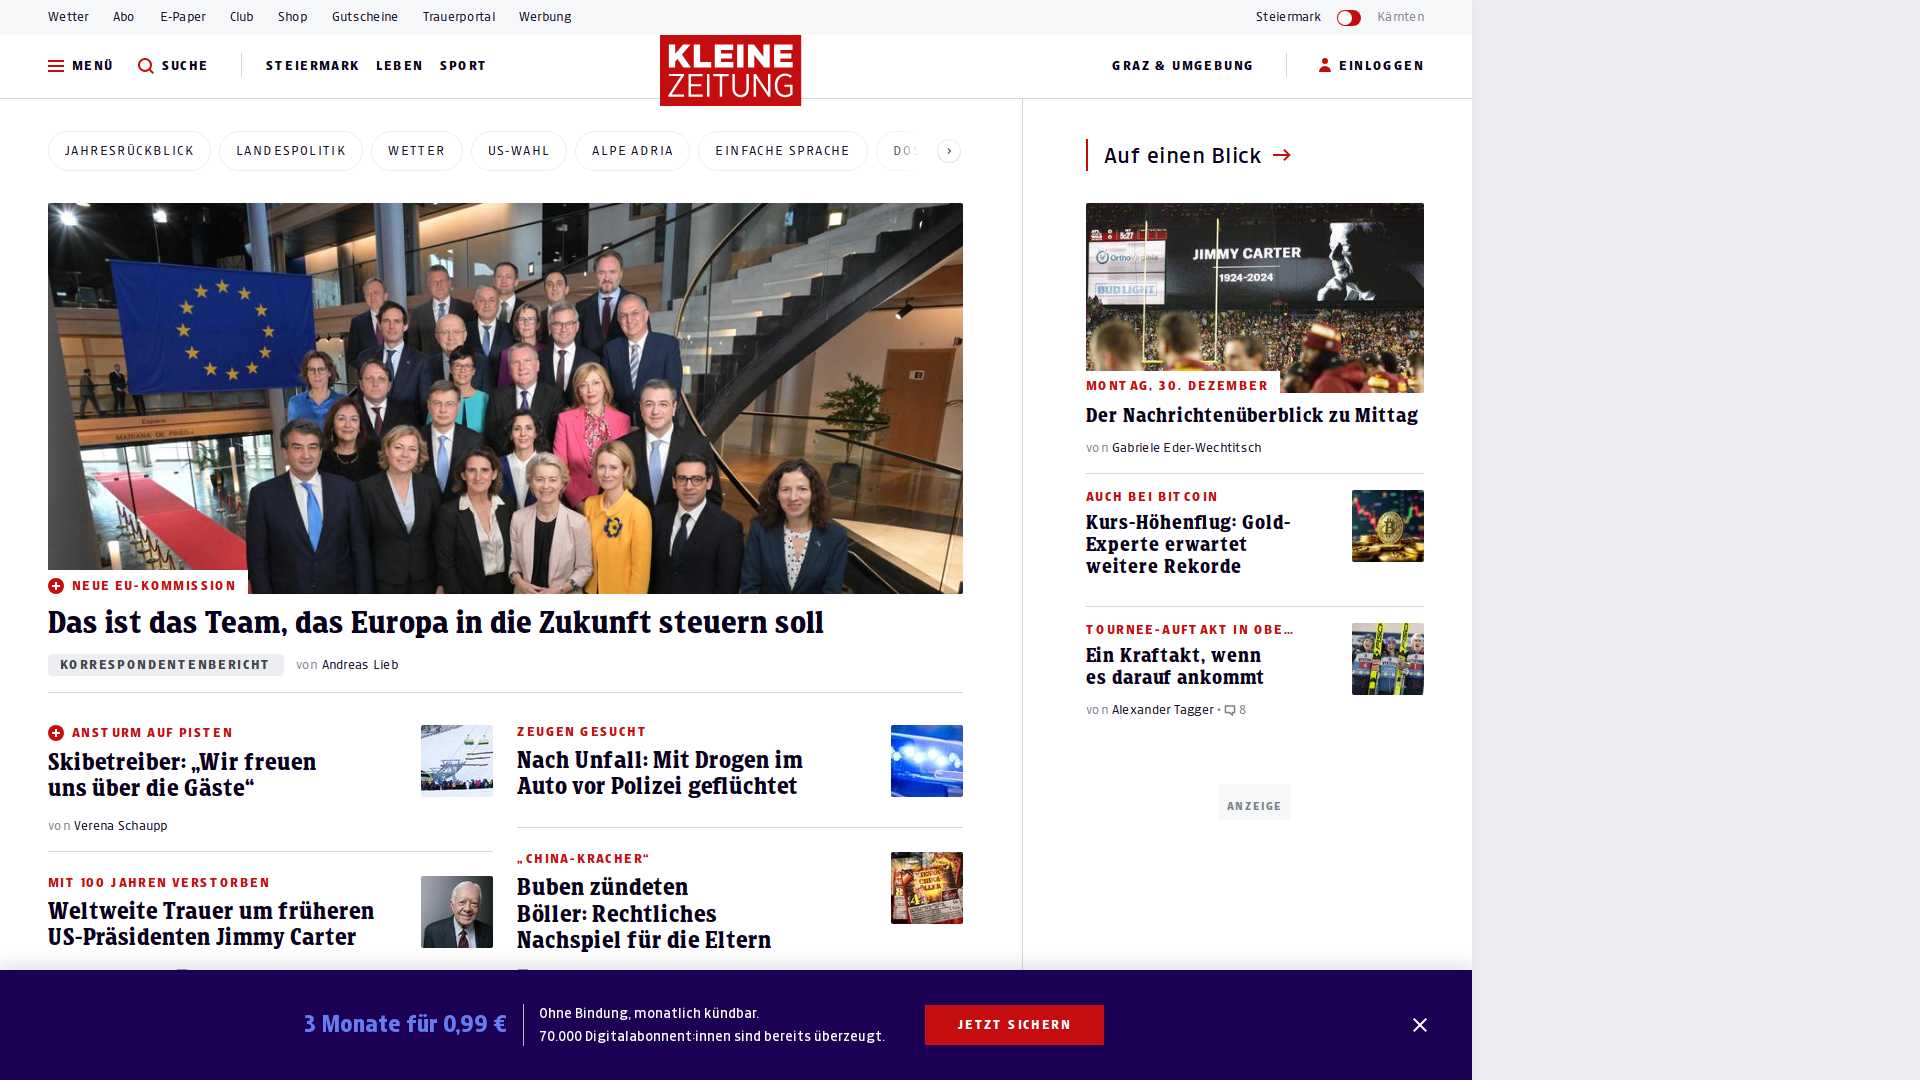 Wetter Abo E-Paper Club Shop Gutscheine Trauerportal Werbung Steiermark Kärnten
MENÜ SUCHE STEIERMARK LEBEN SPORT KLEINE ZEITUNG GRAZ & UMGEBUNG EINLOGGEN
JAHRESRÜCKBLICK LANDESPOLITIK WETTER US-WAHL ALPE ADRIA EINFACHE SPRACHE
Auf einen Blick
NEUE EU-KOMMISSION
Das ist das Team, das Europa in die Zukunft steuern soll
KORRESPONDENTENBERICHT von Andreas Lieb
ANSTURM AUF PISTEN
Skibetreiber: „Wir freuen
uns über die Gäste“
von Verena Schaupp
MIT 100 JAHREN VERSTORBEN
Weltweite Trauer um früheren
US-Präsidenten Jimmy Carter
ZEUGEN GESUCHT
Nach Unfall: Mit Drogen im
Auto vor Polizei geflüchtet
„CHINA-KRACHER“
Buben zündeten
Böller: Rechtliches
Nachspiel für die Eltern
JIMMY CARTER
1924-2024
OrthoVirginia
BUD LIGHT
5:27
MONTAG, 30. DEZEMBER
Der Nachrichtenüberblick zu Mittag
von Gabriele Eder-Wechtitsch
AUCH BEI BITCOIN
Kurs-Höhenflug: Gold-
Experte erwartet
weitere Rekorde
TOURNEE-AUFTAKT IN OBE...
Ein Kraftakt, wenn
es darauf ankommt
von Alexander Tagger • 8
ANZEIGE
3 Monate für 0,99 €
Ohne Bindung, monatlich kündbar.
70.000 Digitalabonnent:innen sind bereits überzeugt.
JETZT SICHERN